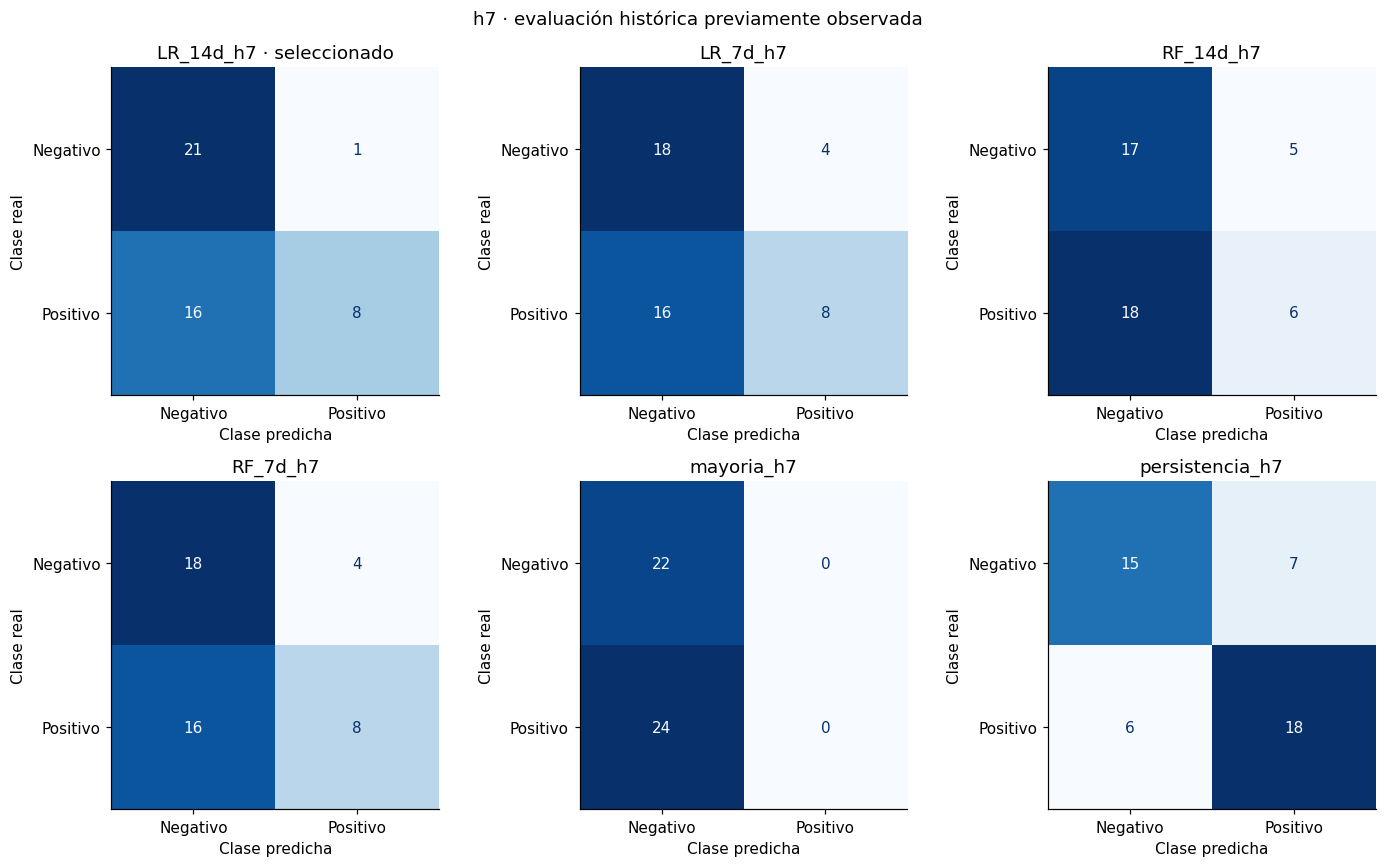 h7 · evaluación histórica previamente observada
LR_14d_h7 · seleccionado
Clase real
Negativo
21
1
Positivo
16
8
Negativo
Positivo
Clase predicha
LR_7d_h7
Clase real
Negativo
18
4
Positivo
16
8
Negativo
Positivo
Clase predicha
RF_14d_h7
Clase real
Negativo
17
5
Positivo
18
6
Negativo
Positivo
Clase predicha
RF_7d_h7
Clase real
Negativo
18
4
Positivo
16
8
Negativo
Positivo
Clase predicha
mayoria_h7
Clase real
Negativo
22
0
Positivo
24
0
Negativo
Positivo
Clase predicha
persistencia_h7
Clase real
Negativo
15
7
Positivo
6
18
Negativo
Positivo
Clase predicha